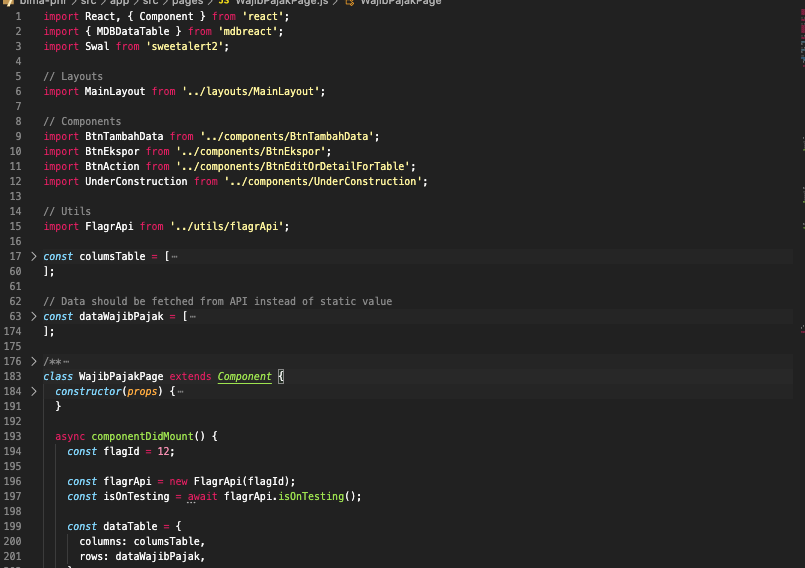 bima-phr > src > app > src > pages > JS WajibPajakPage.js > WajibPajakPage
1 import React, { Component } from 'react';
2 import { MDBDataTable } from 'mdbreact';
3 import Swal from 'sweetalert2';
4
5 // Layouts
6 import MainLayout from '../layouts/MainLayout';
7
8 // Components
9 import BtnTambahData from '../components/BtnTambahData';
10 import BtnEkspor from '../components/BtnEkspor';
11 import BtnAction from '../components/BtnEditOrDetailForTable';
12 import UnderConstruction from '../components/UnderConstruction';
13
14 // Utils
15 import FlagrApi from '../utils/flagrApi';
16
17 > const columsTable = [⋯
60 ];
61
62 // Data should be fetched from API instead of static value
63 > const dataWajibPajak = [⋯
174 ];
175
176 > /**⋯
183 class WajibPajakPage extends Component {
184 > constructor(props) {⋯
191 }
192
193 async componentDidMount() {
194 const flagId = 12;
195
196 const flagrApi = new FlagrApi(flagId);
197 const isOnTesting = await flagrApi.isOnTesting();
198
199 const dataTable = {
200 columns: columsTable,
201 rows: dataWajibPajak,